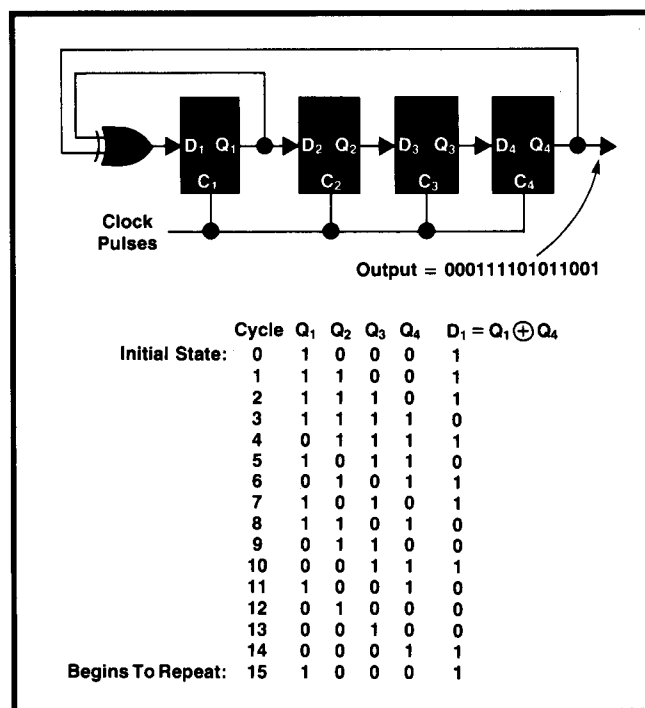 D₁ Q₁ D₂ Q₂ D₃ Q₃ D₄ Q₄
C₁ C₂ C₃ C₄
Clock
Pulses
Output = 000111101011001
Cycle Q₁ Q₂ Q₃ Q₄ D₁ = Q₁ ⊕ Q₄
Initial State: 0 1 0 0 0 1
1 1 1 0 0 1
2 1 1 1 0 1
3 1 1 1 1 0
4 0 1 1 1 1
5 1 0 1 1 0
6 0 1 0 1 1
7 1 0 1 0 1
8 1 1 0 1 0
9 0 1 1 0 0
10 0 0 1 1 1
11 1 0 0 1 0
12 0 1 0 0 0
13 0 0 1 0 0
14 0 0 0 1 1
Begins To Repeat: 15 1 0 0 0 1